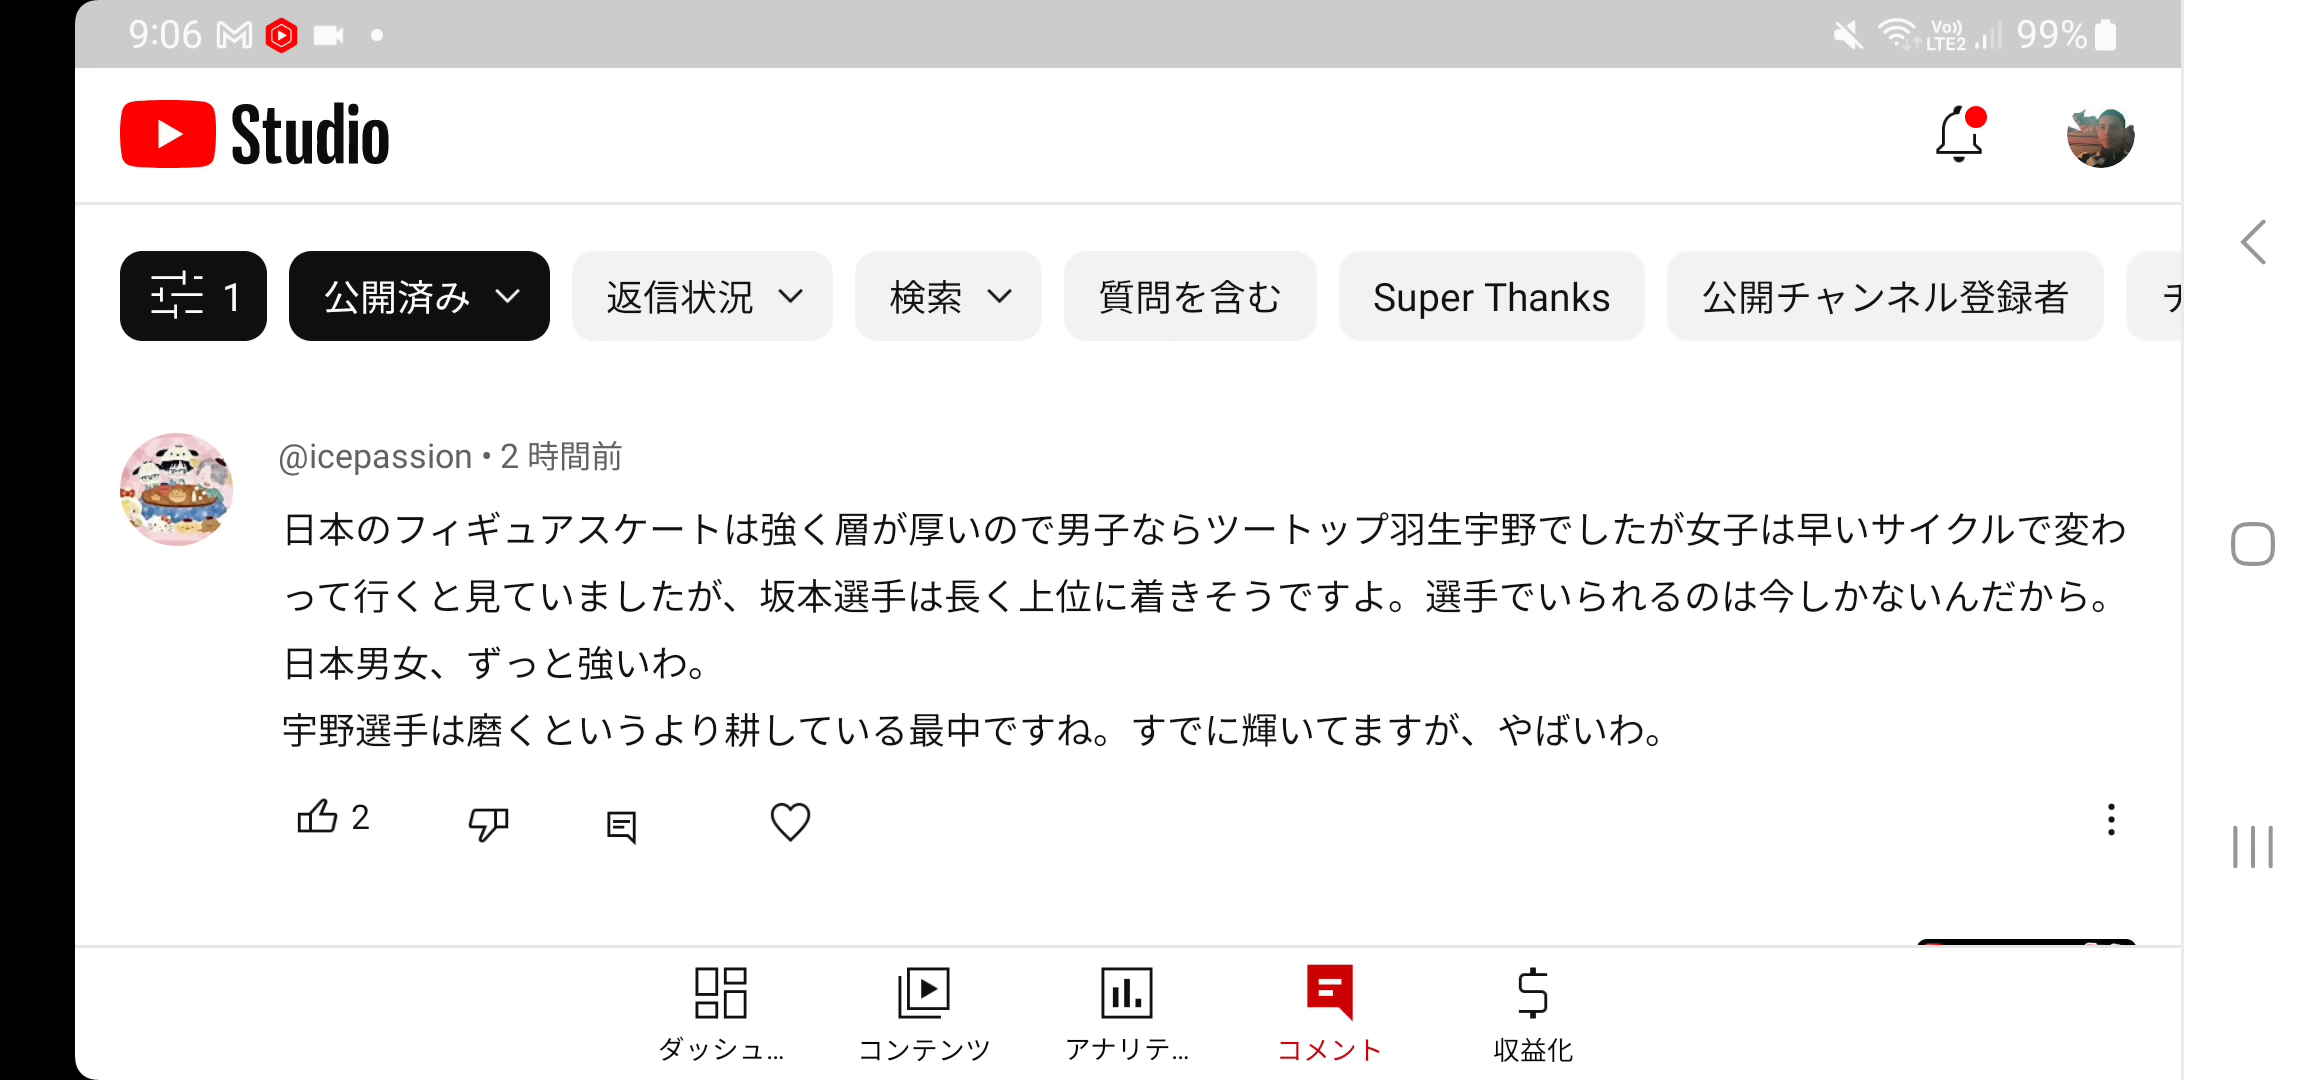 9:06
Vo)) LTE2 99%
Studio
1 公開済み 返信状況 検索 質問を含む Super Thanks 公開チャンネル登録者 チ
@icepassion • 2 時間前
日本のフィギュアスケートは強く層が厚いので男子ならツートップ羽生宇野でしたが女子は早いサイクルで変わ
って行くと見ていましたが、坂本選手は長く上位に着きそうですよ。選手でいられるのは今しかないんだから。
日本男女、ずっと強いわ。
宇野選手は磨くというより耕している最中ですね。すでに輝いてますが、やばいわ。
2
ダッシュ... コンテンツ アナリテ... コメント 収益化